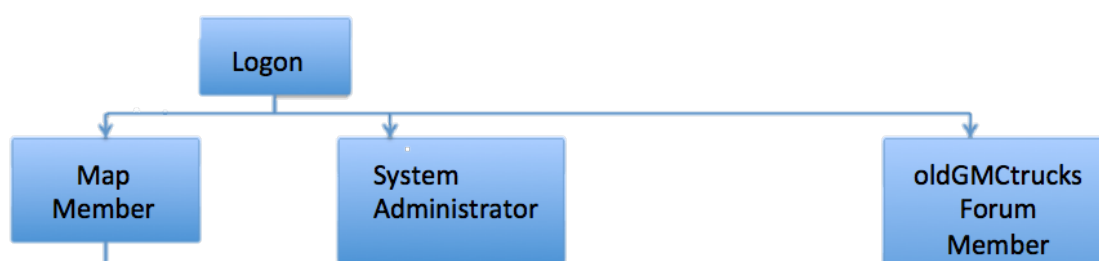 Logon
Map
Member
System
Administrator
oldGMCtrucks
Forum
Member